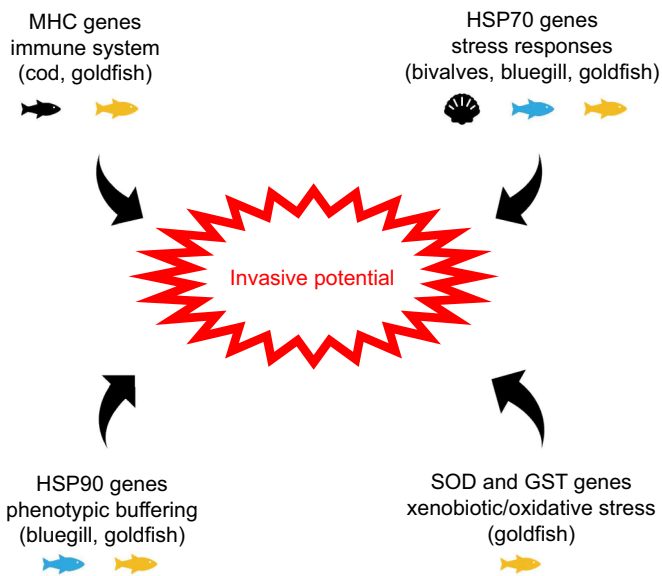 MHC genes
immune system
(cod, goldfish)
HSP70 genes
stress responses
(bivalves, bluegill, goldfish)
Invasive potential
HSP90 genes
phenotypic buffering
(bluegill, goldfish)
SOD and GST genes
xenobiotic/oxidative stress
(goldfish)